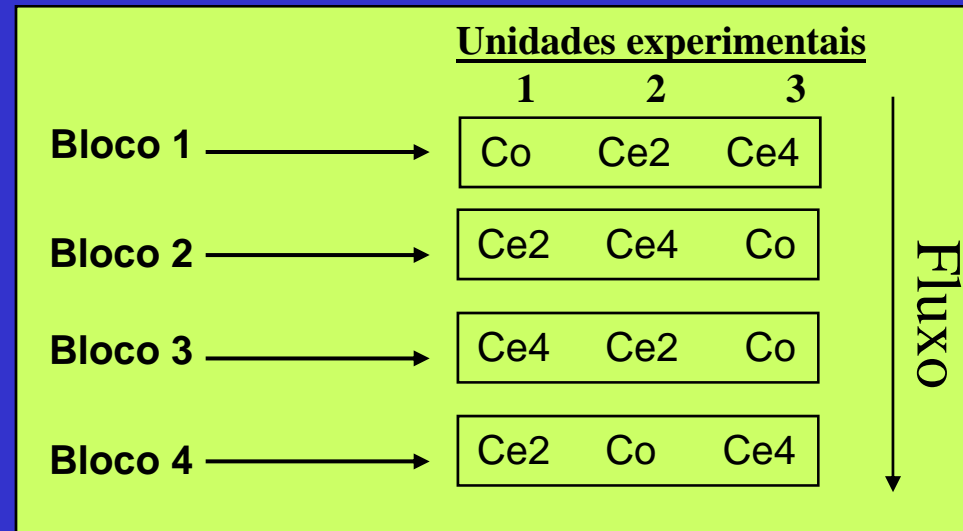 Unidades experimentais
1 2 3
Bloco 1 Co Ce2 Ce4
Bloco 2 Ce2 Ce4 Co
Bloco 3 Ce4 Ce2 Co
Bloco 4 Ce2 Co Ce4
Fluxo